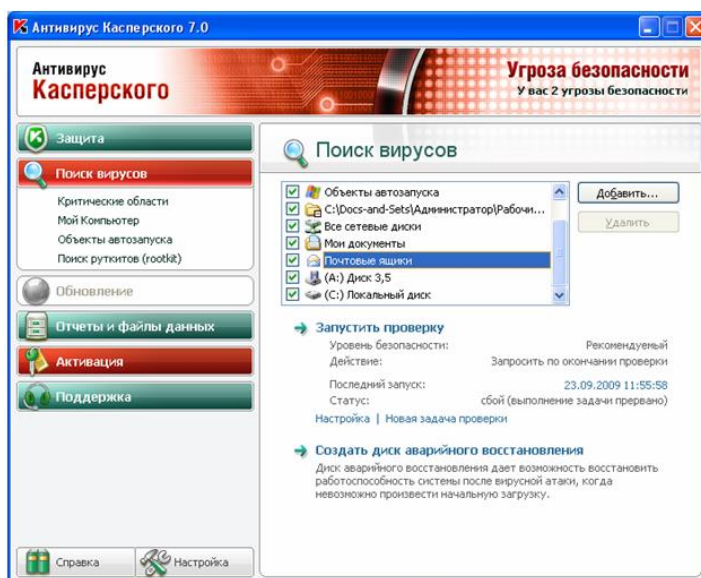 Антивирус Касперского 7.0
Антивирус
Касперского
Угроза безопасности
У вас 2 угрозы безопасности
Защита
Поиск вирусов
Критические области
Мой Компьютер
Объекты автозапуска
Поиск руткитов (rootkit)
Обновление
Отчеты и файлы данных
Активация
Поддержка
Справка
Настройка
Поиск вирусов
Объекты автозапуска
C:\Docs-and-Sets\Администратор\Рабочи...
Все сетевые диски
Мои документы
Почтовые ящики
(A:) Диск 3,5
(C:) Локальный диск
Добавить...
Удалить
Запустить проверку
Уровень безопасности: Рекомендуемый
Действие: Запросить по окончании проверки
Последний запуск: 23.09.2009 11:55:58
Статус: сбой (выполнение задачи прервано)
Настройка | Новая задача проверки
Создать диск аварийного восстановления
Диск аварийного восстановления дает возможность восстановить
работоспособность системы после вирусной атаки, когда
невозможно произвести начальную загрузку.